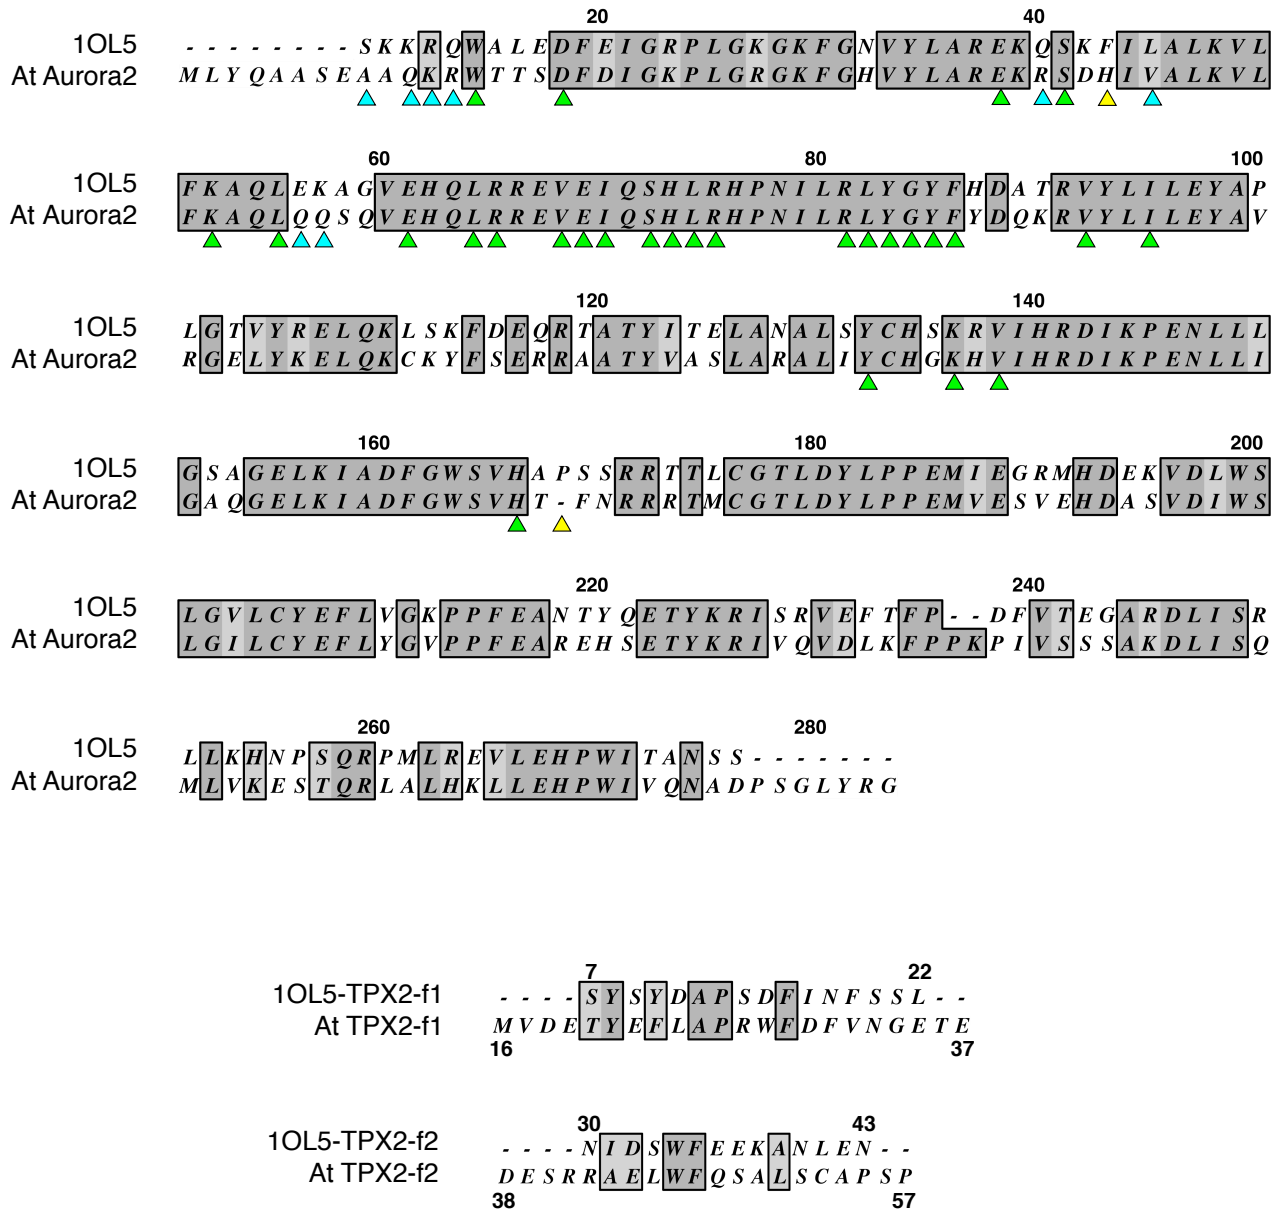 20 40
1OL5 - - - - - - - - S K K R Q W A L E D F E I G R P L G K G K F G N V Y L A R E K Q S K F I L A L K V L
At Aurora2 M L Y Q A A S E A A Q K R W T T S D F D I G K P L G R G K F G H V Y L A R E K R S D H I V A L K V L
60 80 100
1OL5 F K A Q L E K A G V E H Q L R R E V E I Q S H L R H P N I L R L Y G Y F H D A T R V Y L I L E Y A P
At Aurora2 F K A Q L Q Q S Q V E H Q L R R E V E I Q S H L R H P N I L R L Y G Y F Y D Q K R V Y L I L E Y A V
120 140
1OL5 L G T V Y R E L Q K L S K F D E Q R T A T Y I T E L A N A L S Y C H S K R V I H R D I K P E N L L L
At Aurora2 R G E L Y K E L Q K C K Y F S E R R A A T Y V A S L A R A L I Y C H G K H V I H R D I K P E N L L I
160 180 200
1OL5 G S A G E L K I A D F G W S V H A P S S R R T T L C G T L D Y L P P E M I E G R M H D E K V D L W S
At Aurora2 G A Q G E L K I A D F G W S V H T - F N R R R T M C G T L D Y L P P E M V E S V E H D A S V D I W S
220 240
1OL5 L G V L C Y E F L V G K P P F E A N T Y Q E T Y K R I S R V E F T F P - - D F V T E G A R D L I S R
At Aurora2 L G I L C Y E F L Y G V P P F E A R E H S E T Y K R I V Q V D L K F P P K P I V S S S A K D L I S Q
260 280
1OL5 L L K H N P S Q R P M L R E V L E H P W I T A N S S - - - - - - -
At Aurora2 M L V K E S T Q R L A L H K L L E H P W I V Q N A D P S G L Y R G
7 22
1OL5-TPX2-f1 - - - - S Y S Y D A P S D F I N F S S L - -
At TPX2-f1 M V D E T Y E F L A P R W F D F V N G E T E
16 37
30 43
1OL5-TPX2-f2 - - - - N I D S W F E E K A N L E N - -
At TPX2-f2 D E S R R A E L W F Q S A L S C A P S P
38 57